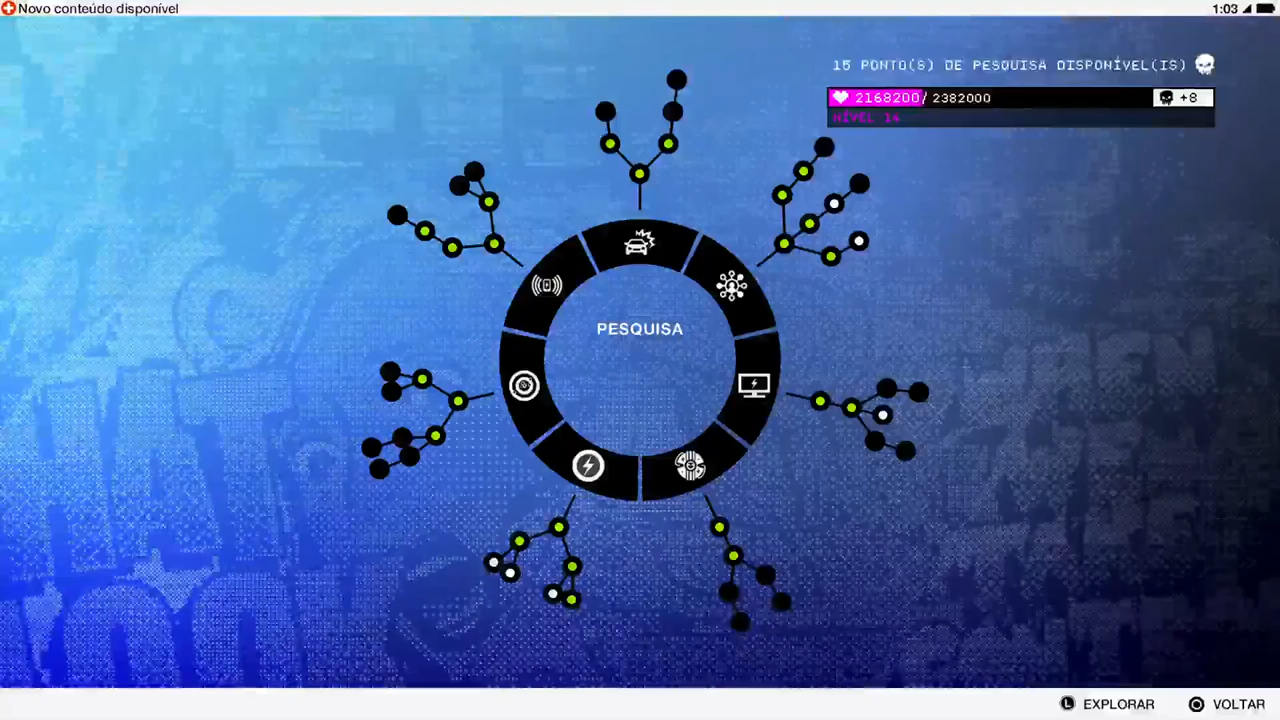 Novo conteúdo disponível
1:03
15 PONTO(S) DE PESQUISA DISPONÍVEL(IS)
2168200/ 2382000
+8
NÍVEL 14
PESQUISA
EXPLORAR
VOLTAR